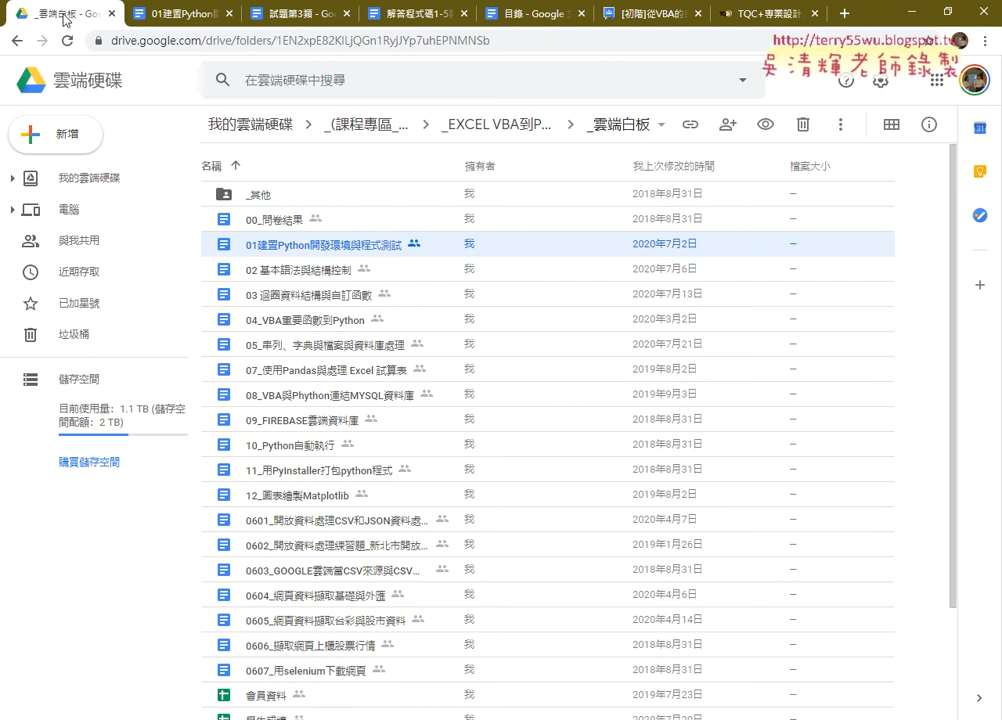 _雲端白板 - Goo
01建置Python開
試題第3類 - Goo
解答程式碼1-5類
目錄 - Google 文
[初階]從VBA的E
TQC+專業設計
drive.google.com/drive/folders/1EN2xpE82KlLjQGn1RyjJYp7uhEPNMNSb
http://terry55wu.blogspot.tw
吳清輝老師錄製
雲端硬碟
在雲端硬碟中搜尋
新增
我的雲端硬碟
_(課程專區_...
_EXCEL VBA到P...
_雲端白板
名稱
擁有者
我上次修改的時間
檔案大小
我的雲端硬碟
電腦
與我共用
近期存取
已加星號
垃圾桶
儲存空間
目前使用量: 1.1 TB (儲存空
間配額: 2 TB)
購買儲存空間
_其他 我 2018年8月31日 –
00_問卷結果 我 2018年8月31日 –
01建置Python開發環境與程式測試 我 2020年7月2日 –
02 基本語法與結構控制 我 2020年7月6日 –
03 迴圈資料結構與自訂函數 我 2020年7月13日 –
04_VBA重要函數到Python 我 2020年3月2日 –
05_串列、字典與檔案與資料庫處理 我 2020年7月21日 –
07_使用Pandas與處理 Excel 試算表 我 2019年8月2日 –
08_VBA與Phython連結MYSQL資料庫 我 2019年9月3日 –
09_FIREBASE雲端資料庫 我 2018年8月31日 –
10_Python自動執行 我 2018年8月31日 –
11_用PyInstaller打包python程式 我 2018年8月31日 –
12_圖表繪製Matplotlib 我 2019年8月2日 –
0601_開放資料處理CSV和JSON資料處... 我 2020年4月7日 –
0602_開放資料處理練習題_新北市開放... 我 2019年1月26日 –
0603_GOOGLE雲端當CSV來源與CSV... 我 2018年8月31日 –
0604_網頁資料擷取基礎與外匯 我 2020年4月6日 –
0605_網頁資料擷取台彩與股市資料 我 2020年4月14日 –
0606_擷取網頁上櫃股票行情 我 2018年8月31日 –
0607_用selenium下載網頁 我 2018年8月31日 –
會員資料 我 2019年7月23日 –